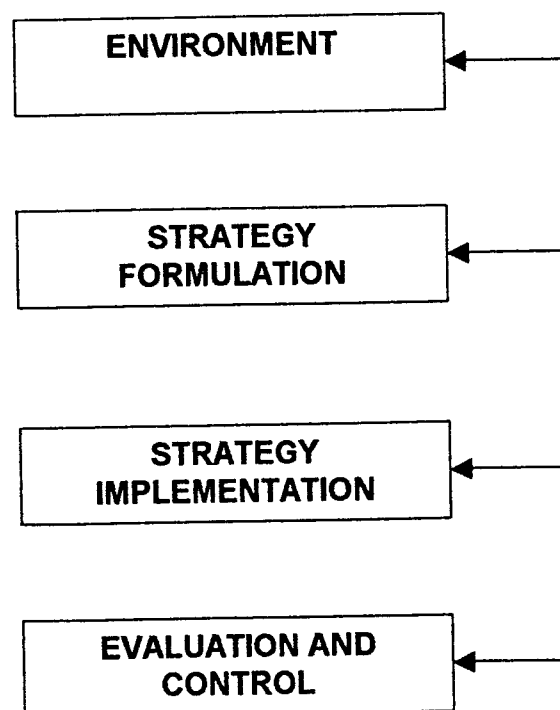 ENVIRONMENT
STRATEGY
FORMULATION
STRATEGY
IMPLEMENTATION
EVALUATION AND
CONTROL